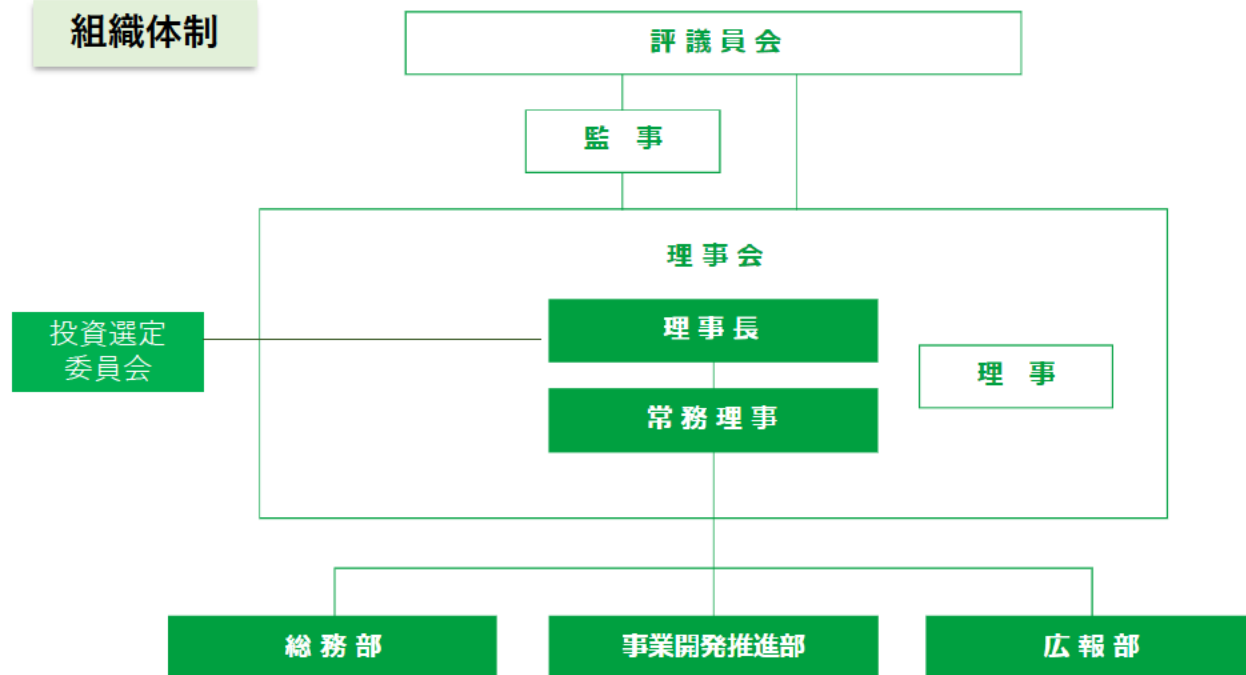 組織体制
評議員会
監 事
理事会
理事長
投資選定
委員会
理 事
常務理事
総務部
事業開発推進部
広報部